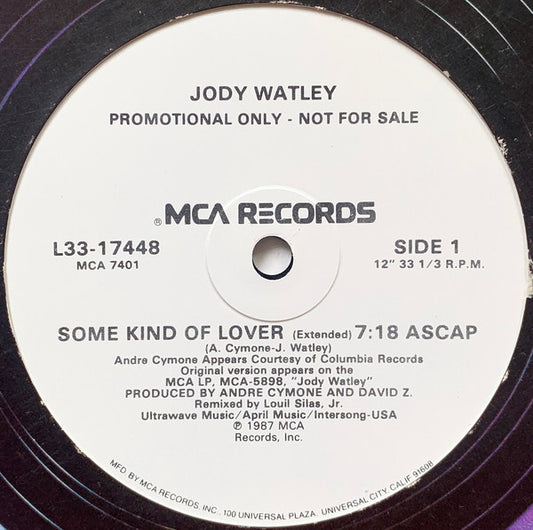 JODY WATLEY
PROMOTIONAL ONLY - NOT FOR SALE
® MCA RECORDS
L33-17448 SIDE 1
MCA 7401 12" 33 1/3 R.P.M.
SOME KIND OF LOVER (Extended) 7:18 ASCAP
(A. Cymone-J. Watley)
Andre Cymone Appears Courtesy of Columbia Records
Original version appears on the
MCA LP, MCA-5898, "Jody Watley"
PRODUCED BY ANDRE CYMONE AND DAVID Z.
Remixed by Louil Silas, Jr.
Ultrawave Music/April Music/Intersong-USA
℗ 1987 MCA
Records, Inc.
MFD. BY MCA RECORDS, INC. 100 UNIVERSAL PLAZA, UNIVERSAL CITY, CALIF. 91608